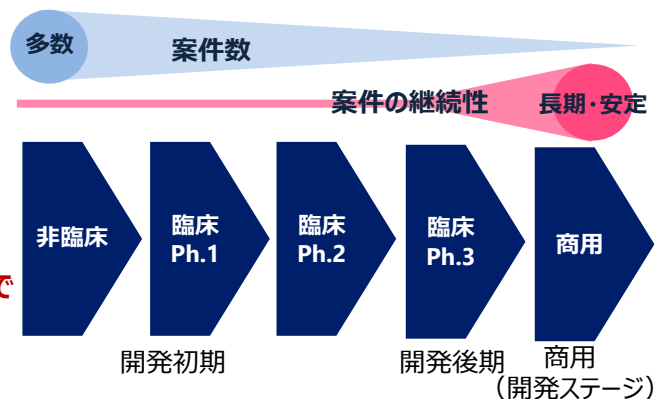 多数
案件数
案件の継続性
長期・安定
非臨床
臨床
Ph.1
臨床
Ph.2
臨床
Ph.3
商用
で
開発初期
開発後期
商用
（開発ステージ）